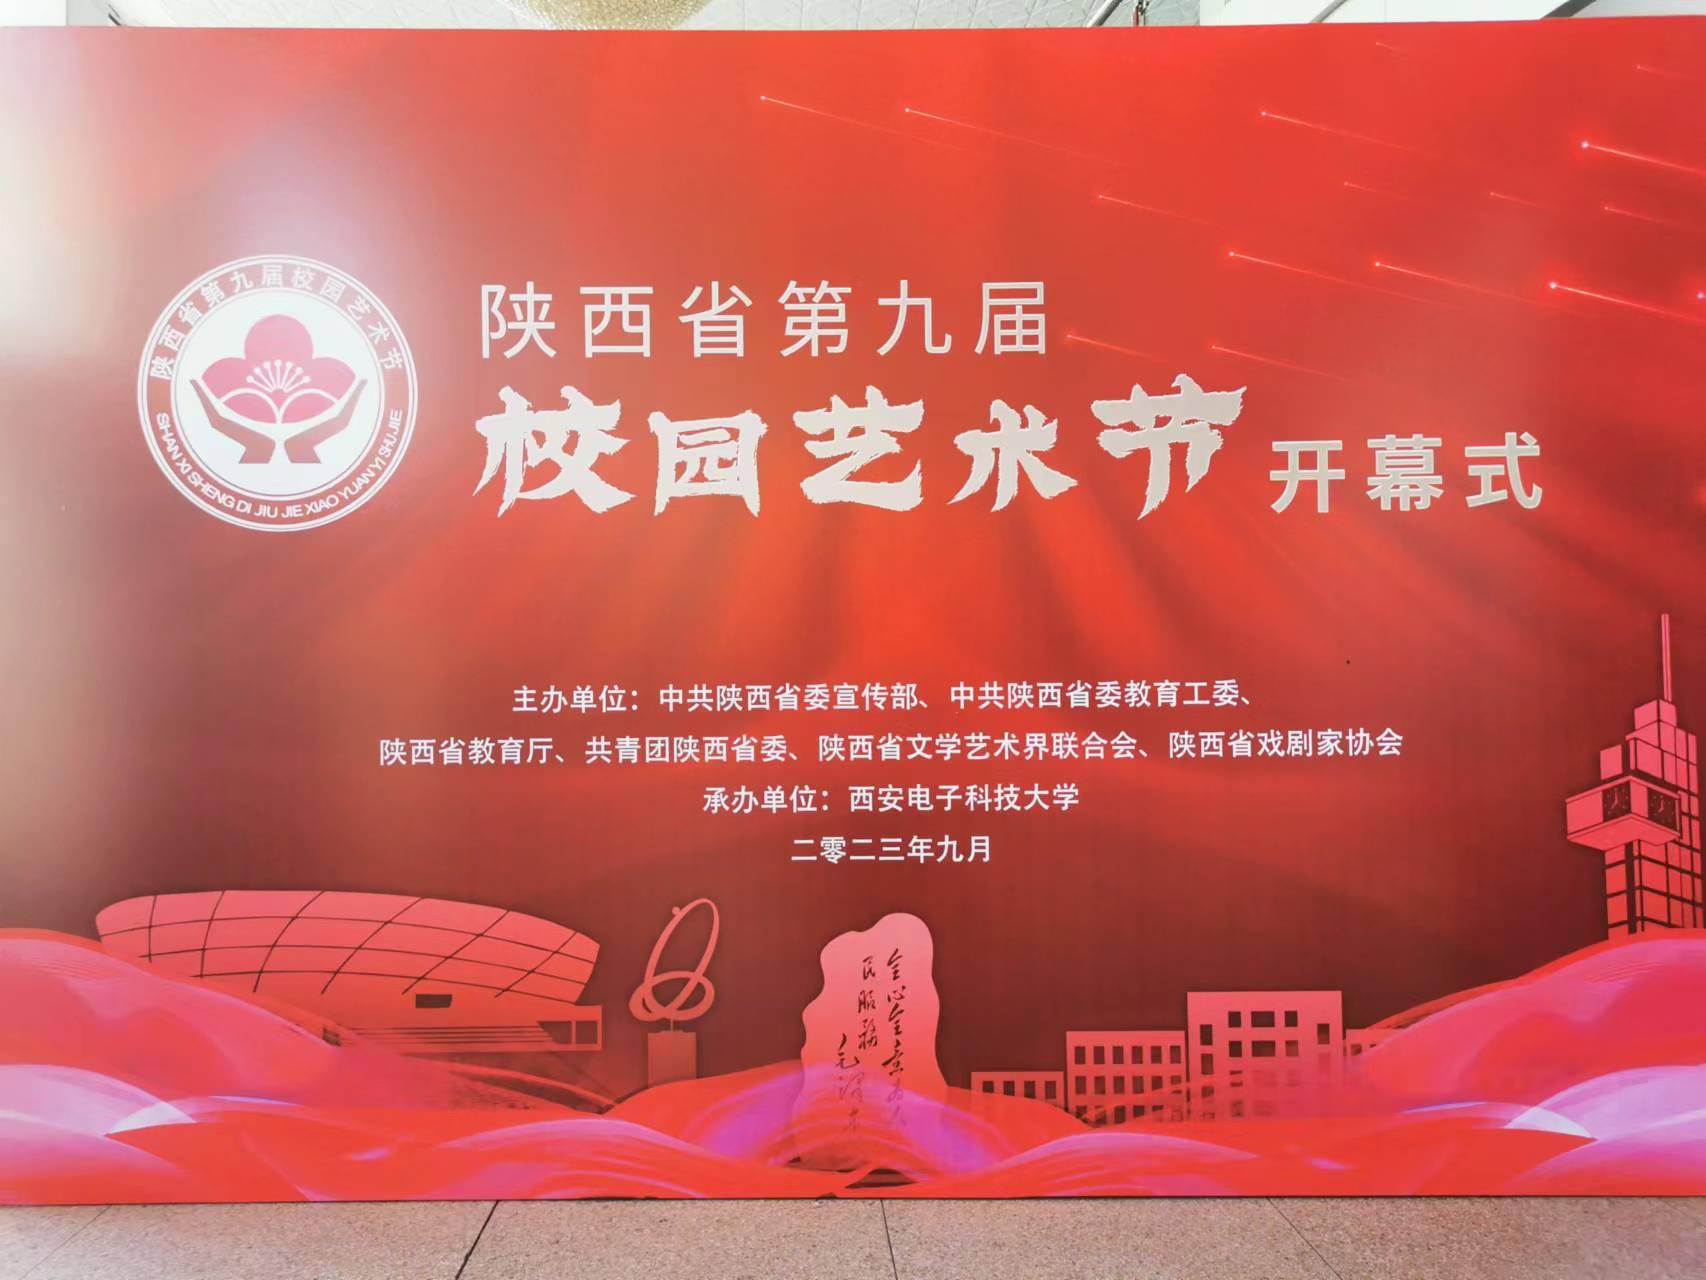 陕西省第九届校园艺术节
SHAN XI SHENG DI JIU JIE XIAO YUAN YI SHU JIE
陕西省第九届
校园艺术节 开幕式
主办单位：中共陕西省委宣传部、中共陕西省委教育工委、
陕西省教育厅、共青团陕西省委、陕西省文学艺术界联合会、陕西省戏剧家协会
承办单位：西安电子科技大学
二零二三年九月
全心全意为人
民服務
毛泽东